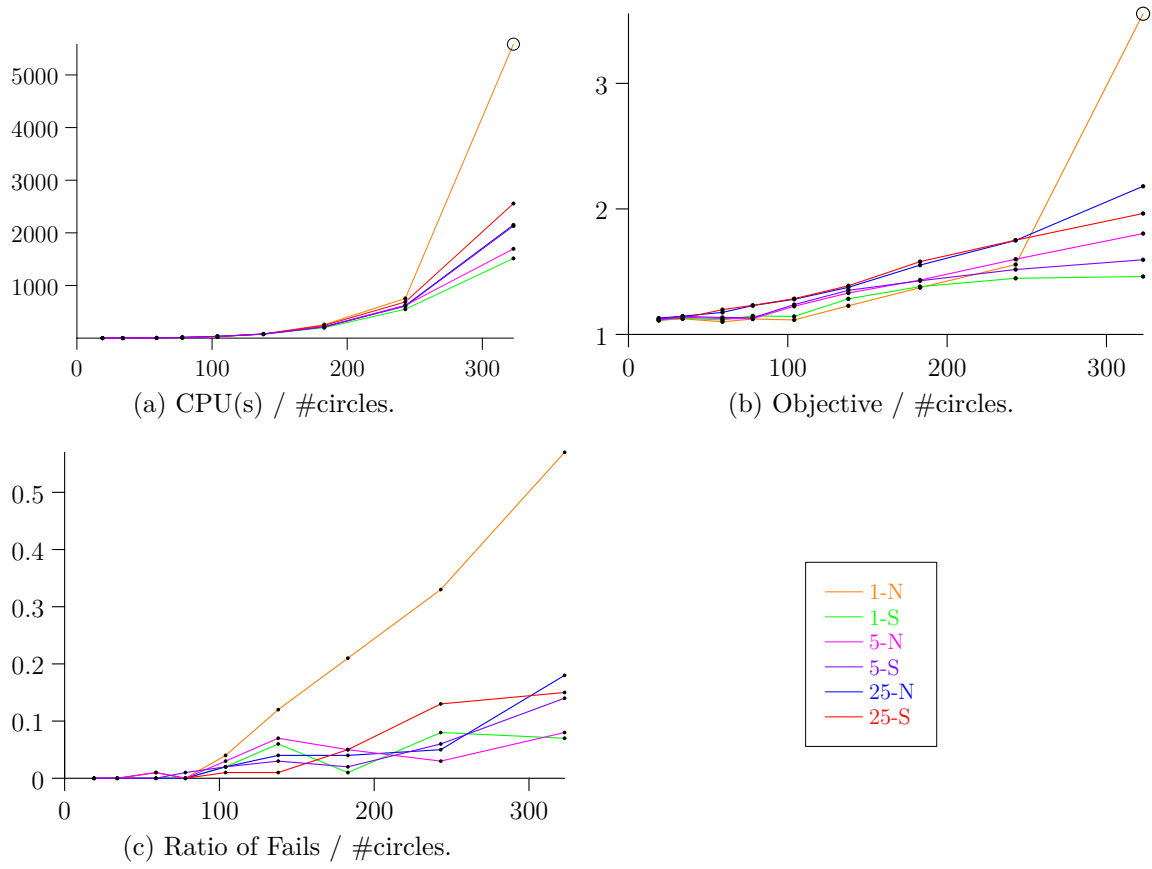 5000
4000
3000
2000
1000
0 100 200 300
(a) CPU(s) / #circles.
3
2
1
0 100 200 300
(b) Objective / #circles.
0.5
0.4
0.3
0.2
0.1
0
0 100 200 300
(c) Ratio of Fails / #circles.
1-N
1-S
5-N
5-S
25-N
25-S